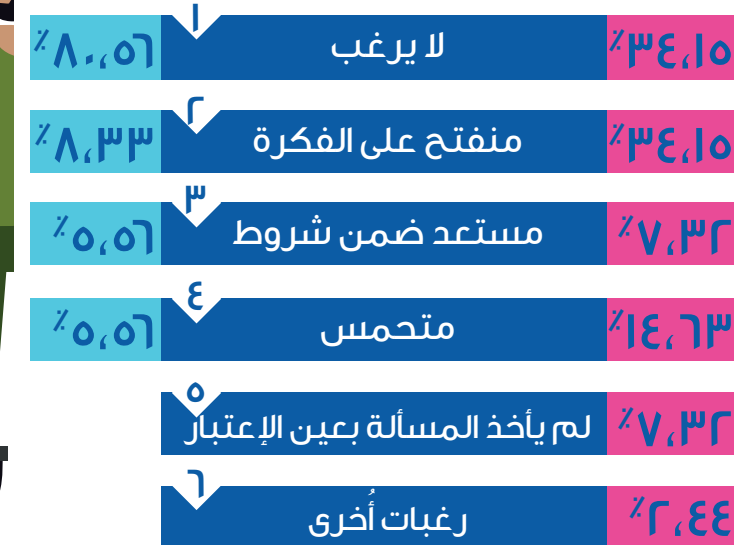 ١
٣٤،١٥٪ لا يرغب ٨٠،٥٦٪
٢
٣٤،١٥٪ منفتح على الفكرة ٨،٣٣٪
٣
٧،٣٢٪ مستعد ضمن شروط ٥،٥٦٪
٤
١٤،٦٣٪ متحمس ٥،٥٦٪
٥
٧،٣٢٪ لم يأخذ المسألة بعين الإعتبار
٦
٢،٤٤٪ رغبات أُخرى